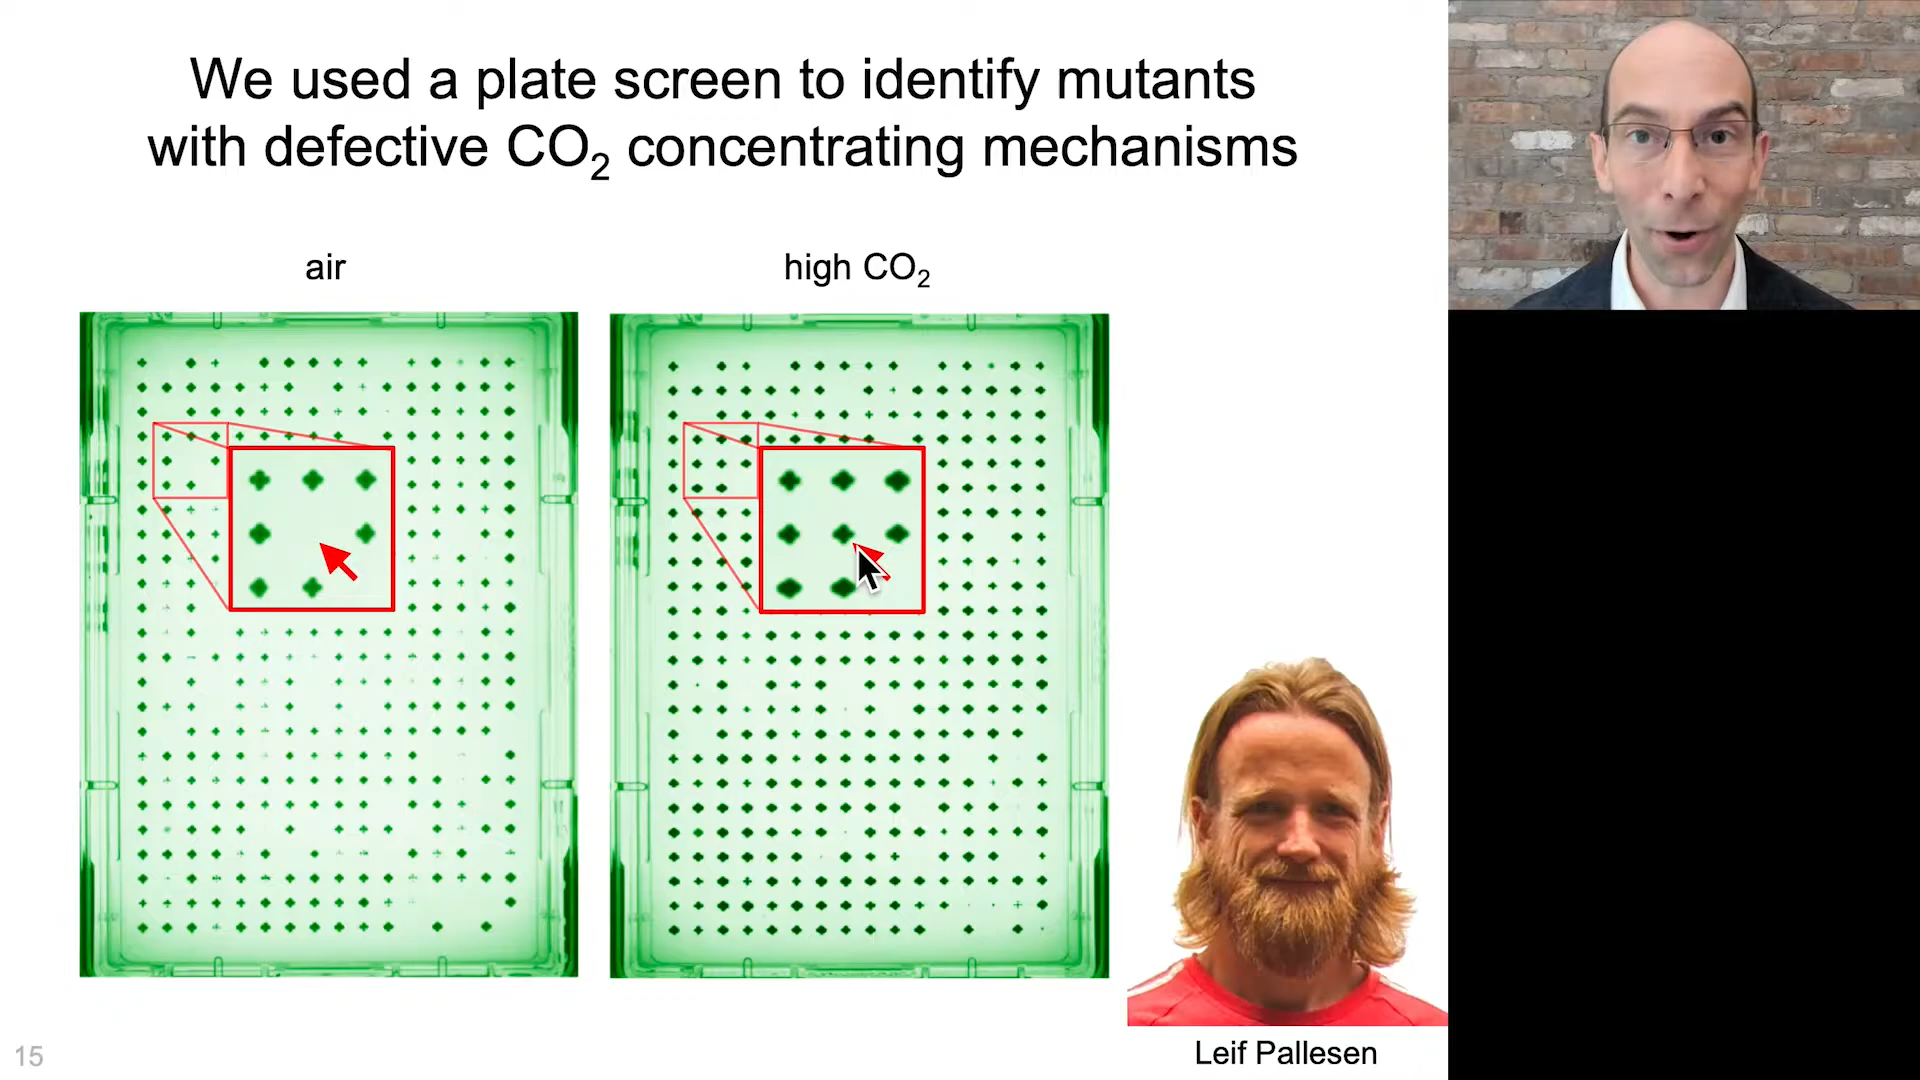 We used a plate screen to identify mutants
with defective CO₂ concentrating mechanisms
air
high CO₂
Leif Pallesen
15